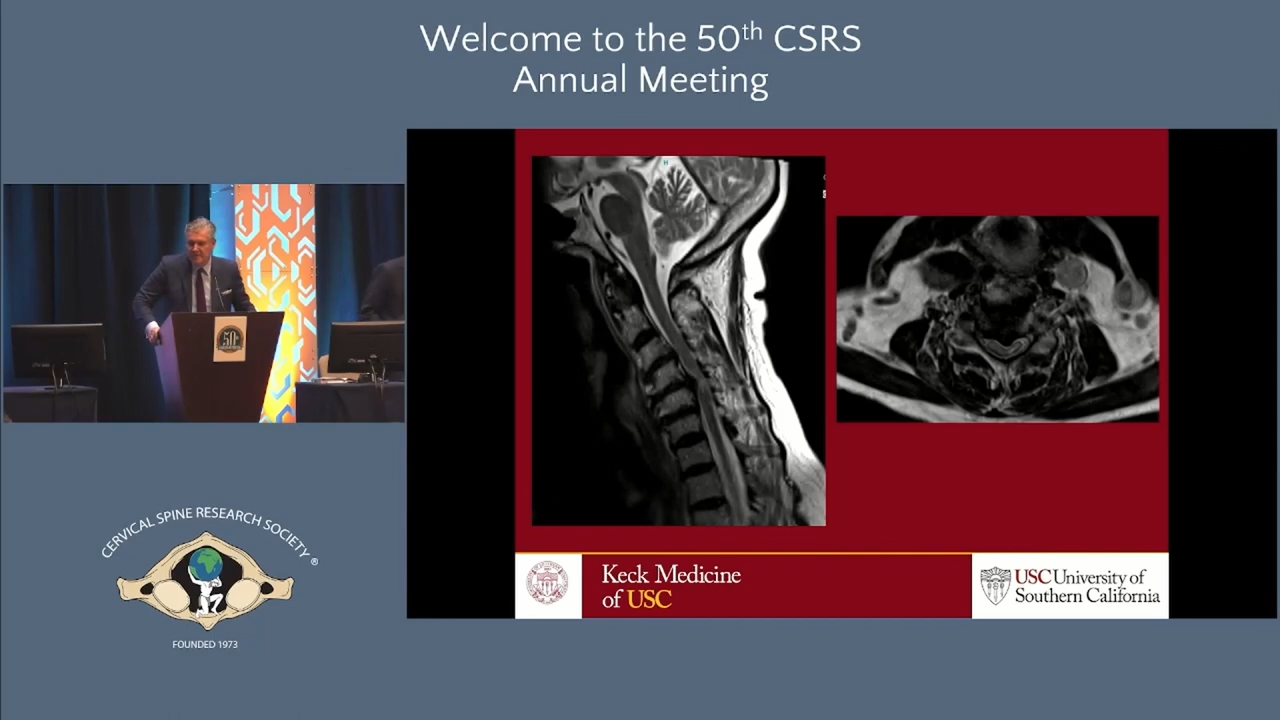 Welcome to the 50th CSRS
Annual Meeting
50
H
CERVICAL SPINE RESEARCH SOCIETY ®
FOUNDED 1973
Keck Medicine
of USC
USC University of
Southern California